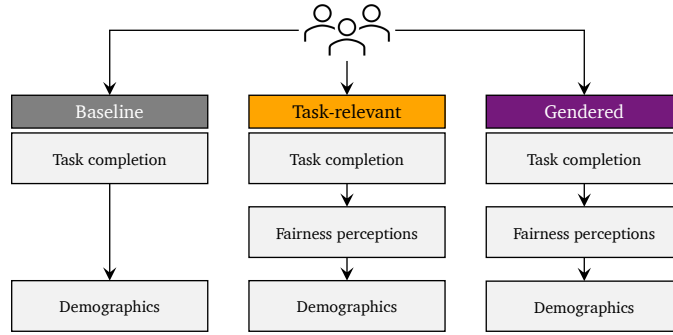 Baseline
Task-relevant
Gendered
Task completion
Task completion
Task completion
Fairness perceptions
Fairness perceptions
Demographics
Demographics
Demographics